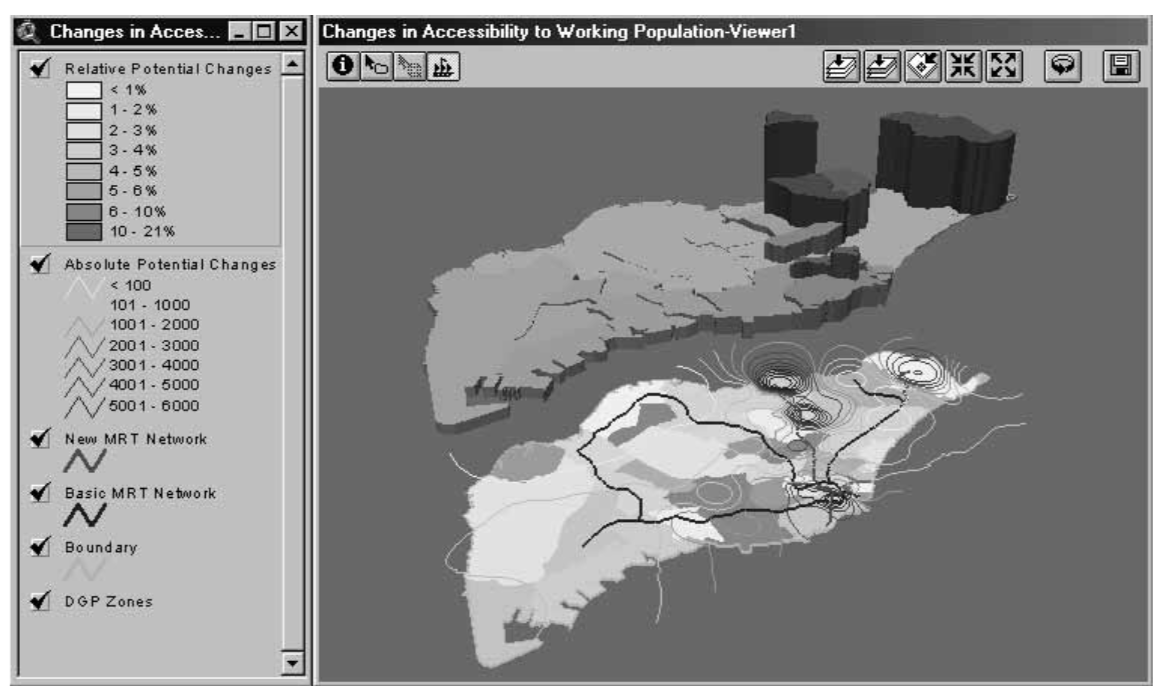 Changes in Acces...
Relative Potential Changes
< 1%
1 - 2%
2 - 3%
3 - 4%
4 - 5%
5 - 6%
6 - 10%
10 - 21%
Absolute Potential Changes
< 100
101 - 1000
1001 - 2000
2001 - 3000
3001 - 4000
4001 - 5000
5001 - 6000
New MRT Network
Basic MRT Network
Boundary
DGP Zones
Changes in Accessibility to Working Population-Viewer1